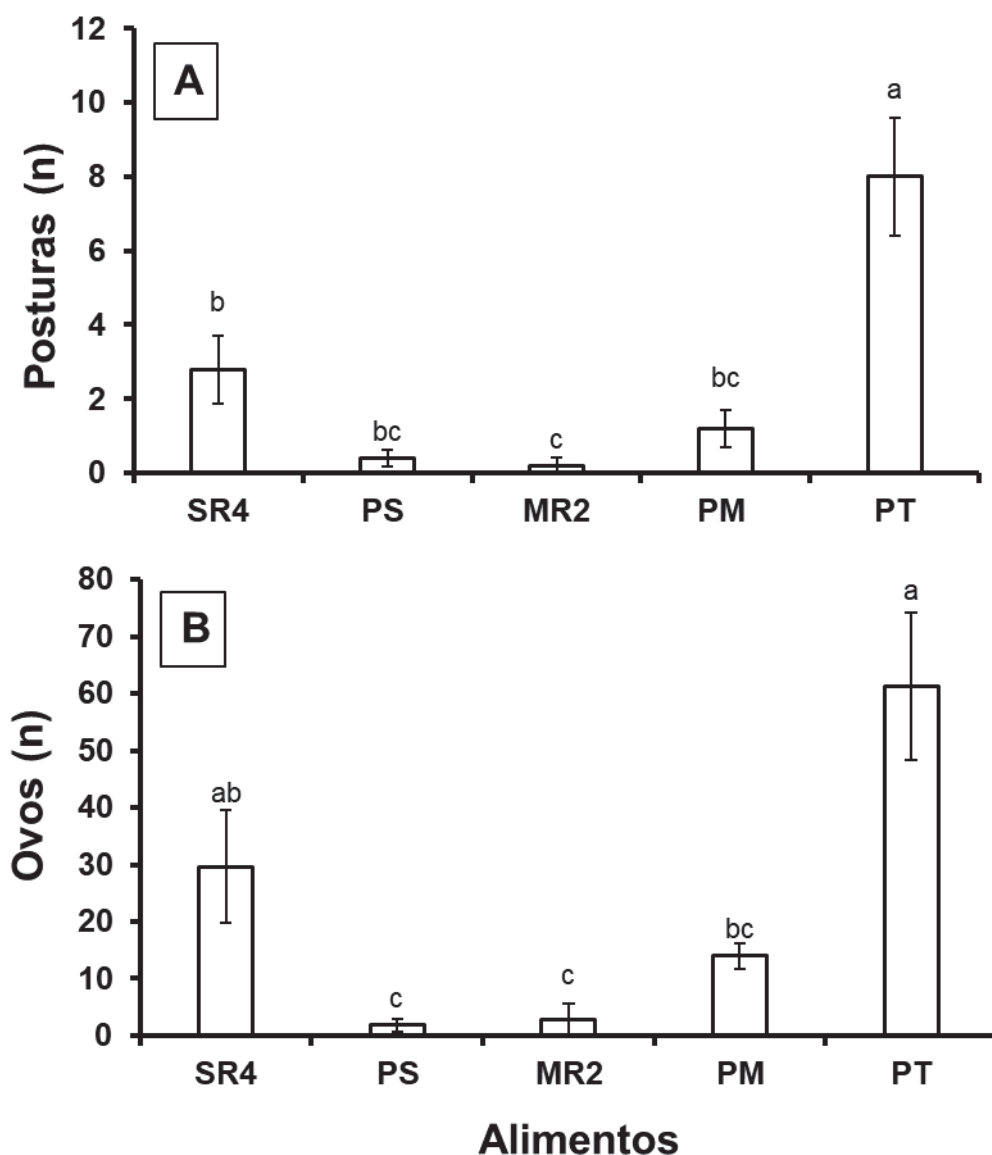 12
A
10
a
8
Posturas (n)
6
b
4
bc
2
bc
c
0
SR4 PS MR2 PM PT
80
B
a
70
60
50
Ovos (n)
ab
40
30
20
bc
10
c
c
0
SR4 PS MR2 PM PT
Alimentos